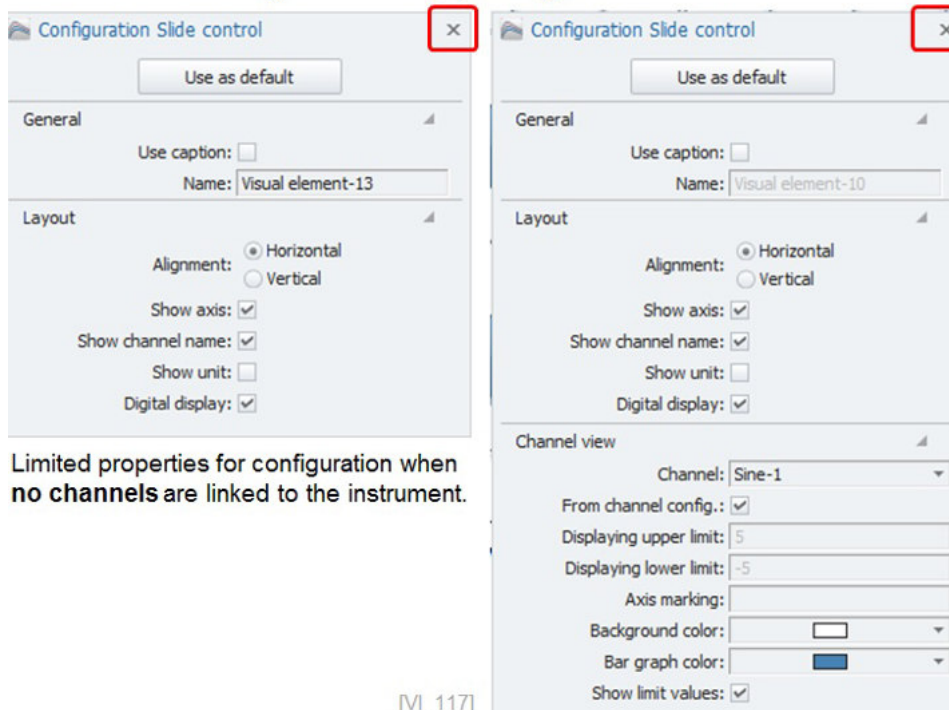 Configuration Slide control
Use as default
General
Use caption:
Name: Visual element-13
Layout
Alignment: Horizontal
Vertical
Show axis:
Show channel name:
Show unit:
Digital display:
Limited properties for configuration when
no channels are linked to the instrument.
Configuration Slide control
Use as default
General
Use caption:
Name: Visual element-10
Layout
Alignment: Horizontal
Vertical
Show axis:
Show channel name:
Show unit:
Digital display:
Channel view
Channel: Sine-1
From channel config.:
Displaying upper limit: 5
Displaying lower limit: -5
Axis marking:
Background color:
Bar graph color:
Show limit values: